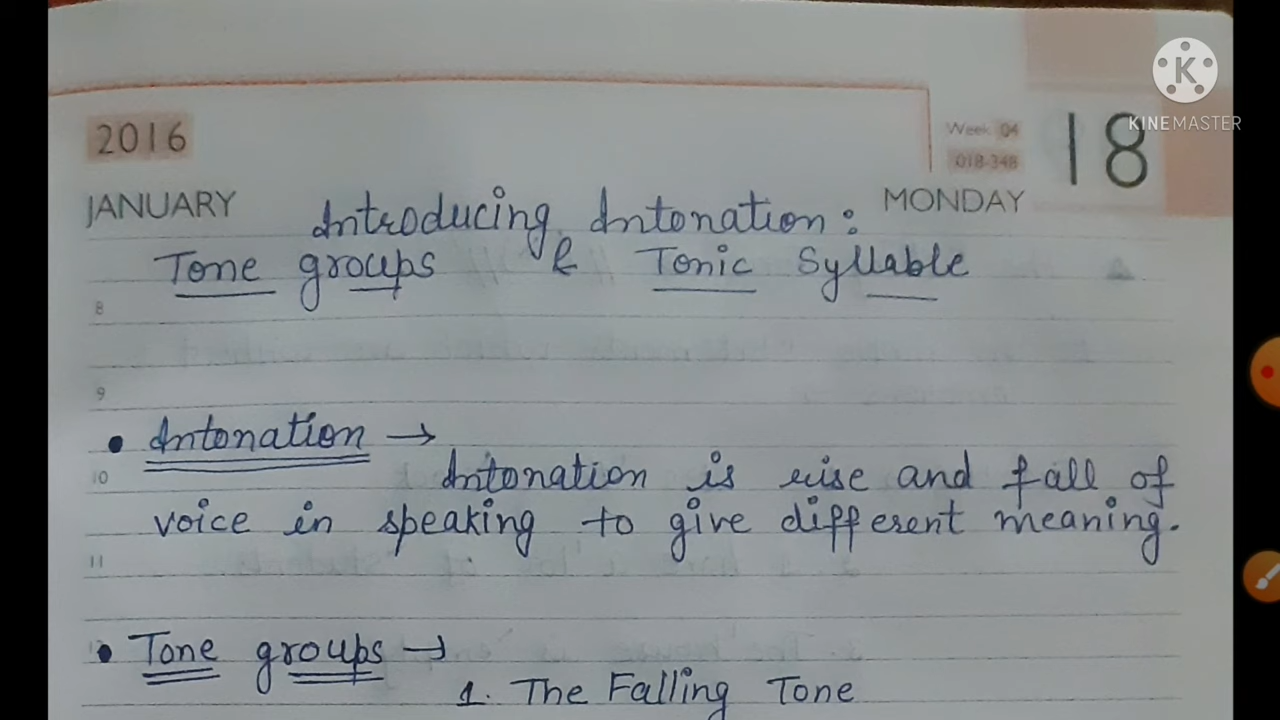 KINEMASTER
2016
Week 04
018-348
18
JANUARY
MONDAY
Introducing Intonation:
Tone groups & Tonic Syllable
8
9
• Intonation →
10
Intonation is rise and fall of
voice in speaking to give different meaning.
11
• Tone groups →
1. The Falling Tone